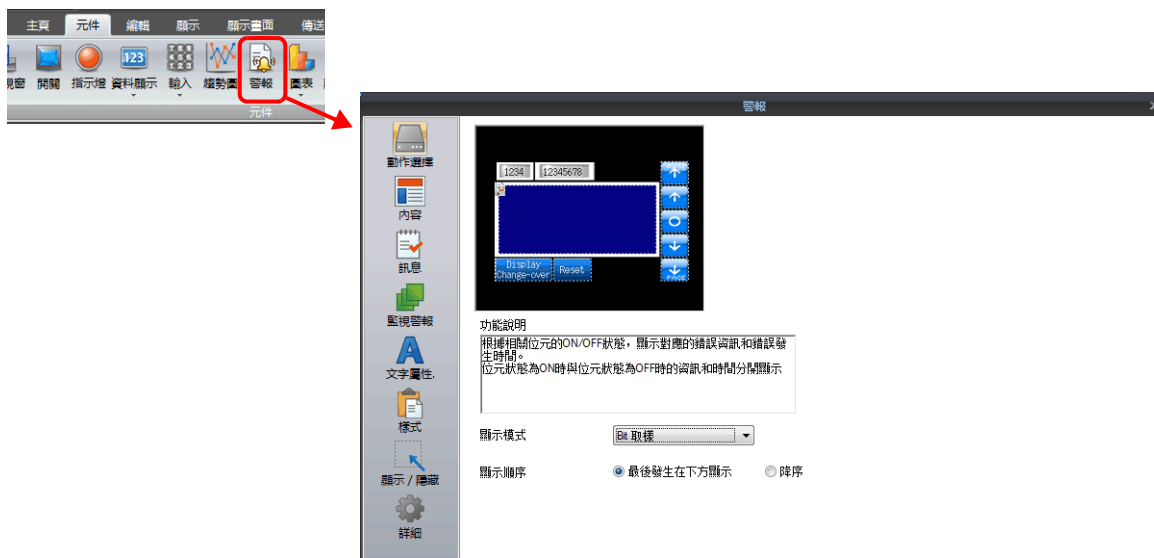 主頁 元件 編輯 顯示 顯示畫面 傳送
視窗 開關 指示燈 資料顯示 輸入 趨勢圖 警報 圖表
元件
警報
動作選擇
內容
訊息
監視警報
文字屬性.
樣式
顯示 / 隱藏
詳細
1234 12345678
Display
Change-over
Reset
PAGE
功能說明
根據相關位元的ON/OFF狀態，顯示對應的錯誤資訊和錯誤發
生時間。
位元狀態為ON時與位元狀態為OFF時的資訊和時間分開顯示
顯示模式 Bit 取樣
顯示順序 最後發生在下方顯示 降序